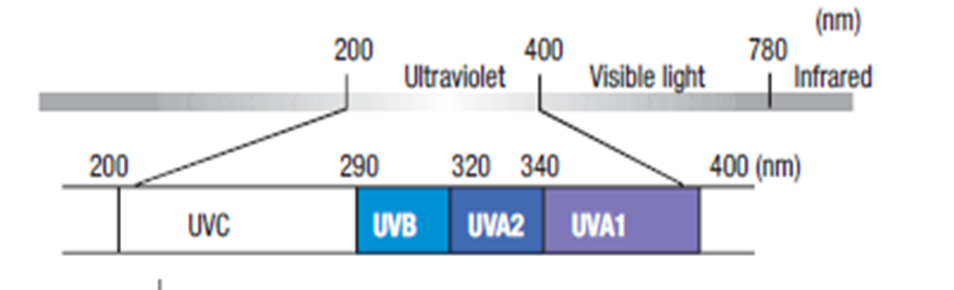 (nm)
200 400 780
Ultraviolet Visible light Infrared
200 290 320 340 400 (nm)
UVC UVB UVA2 UVA1